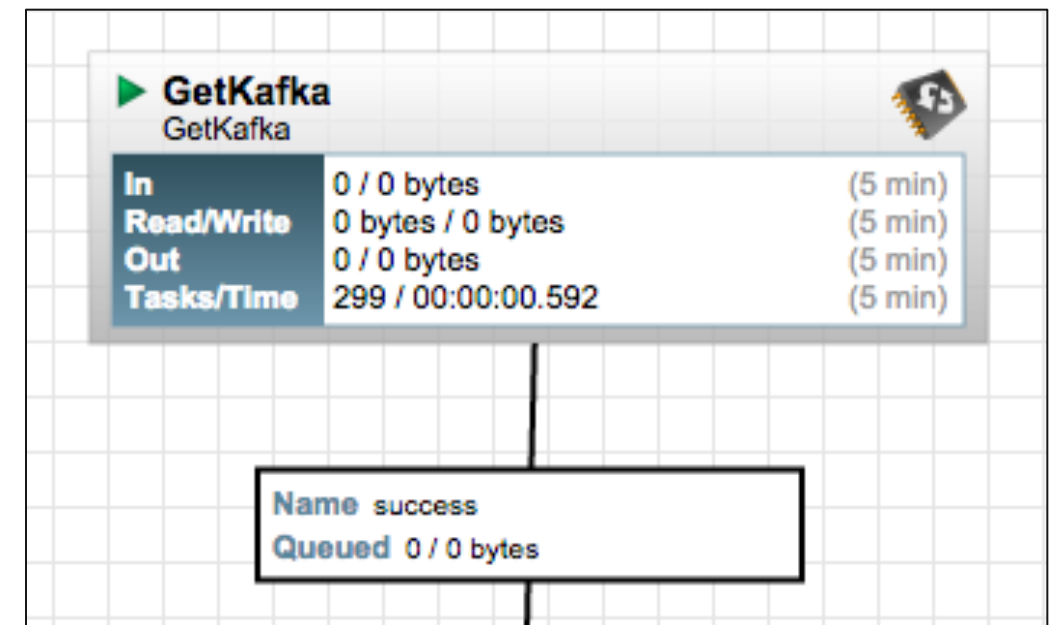 GetKafka
GetKafka
In 0 / 0 bytes (5 min)
Read/Write 0 bytes / 0 bytes (5 min)
Out 0 / 0 bytes (5 min)
Tasks/Time 299 / 00:00:00.592 (5 min)
Name success
Queued 0 / 0 bytes